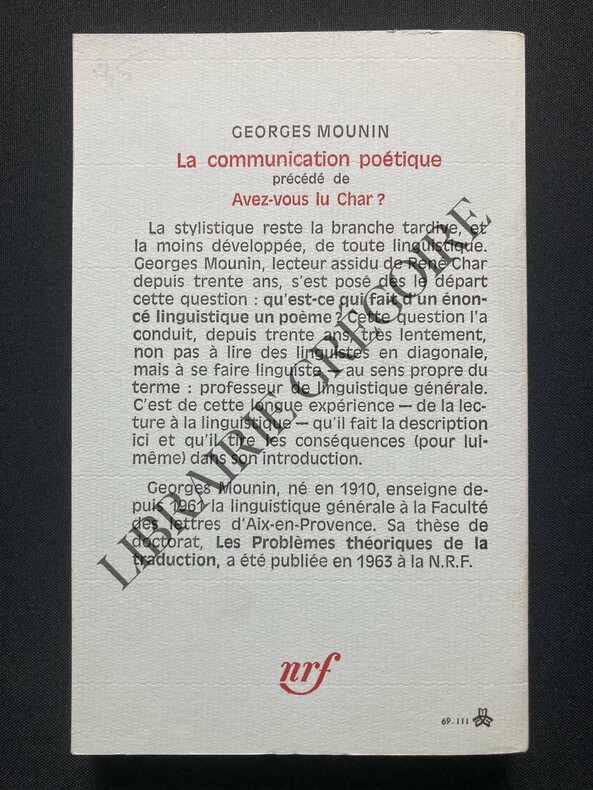 GEORGES MOUNIN
La communication poétique
précédé de
Avez-vous lu Char ?
La stylistique reste la branche tardive, et
la moins développée, de toute linguistique.
Georges Mounin, lecteur assidu de René Char
depuis trente ans, s'est posé dès le départ
cette question : qu'est-ce qui fait d'un énon-
cé linguistique un poème ? Cette question l'a
conduit, depuis trente ans, très lentement,
non pas à lire des linguistes en diagonale,
mais à se faire linguiste — au sens propre du
terme : professeur de linguistique générale.
C'est de cette longue expérience — de la lec-
ture à la linguistique — qu'il fait la description
ici et qu'il tire les conséquences (pour lui-
même) dans son introduction.
Georges Mounin, né en 1910, enseigne de-
puis 1961 la linguistique générale à la Faculté
des lettres d'Aix-en-Provence. Sa thèse de
doctorat, Les Problèmes théoriques de la
traduction, a été publiée en 1963 à la N.R.F.
nrf
69-III
LIBRAIRIE GREGOIRE